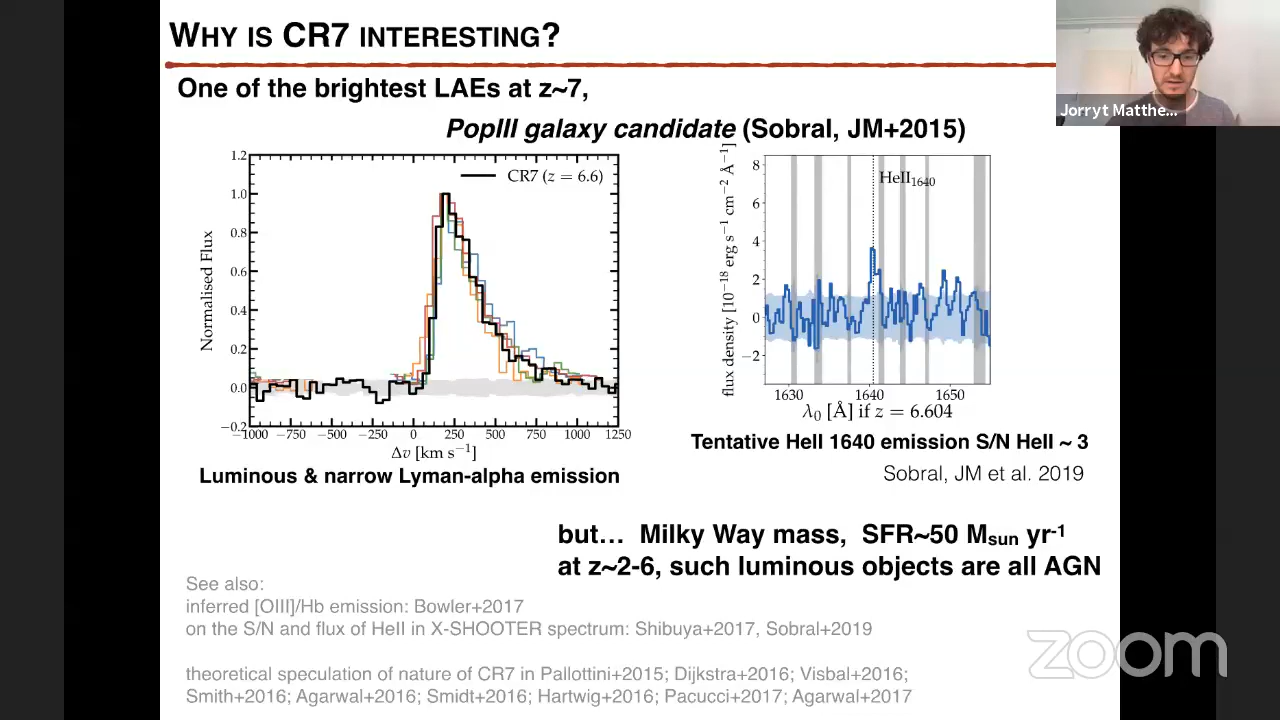 WHY IS CR7 INTERESTING?
One of the brightest LAEs at z~7,
PopIII galaxy candidate (Sobral, JM+2015)
Jorryt Matthe...
1.2
1.0
0.8
0.6
0.4
0.2
0.0
−0.2
Normalised Flux
CR7 (z = 6.6)
−1000 −750 −500 −250 0 250 500 750 1000 1250
Δv [km s−1]
Luminous & narrow Lyman-alpha emission
8
6
4
2
0
−2
flux density [10−18 erg s−1 cm−2 Å−1]
HeII1640
1630 1640 1650
λ0 [Å] if z = 6.604
Tentative HeII 1640 emission S/N HeII ~ 3
Sobral, JM et al. 2019
but… Milky Way mass, SFR~50 Msun yr-1
at z~2-6, such luminous objects are all AGN
See also:
inferred [OIII]/Hb emission: Bowler+2017
on the S/N and flux of HeII in X-SHOOTER spectrum: Shibuya+2017, Sobral+2019
theoretical speculation of nature of CR7 in Pallottini+2015; Dijkstra+2016; Visbal+2016;
Smith+2016; Agarwal+2016; Smidt+2016; Hartwig+2016; Pacucci+2017; Agarwal+2017
zoom